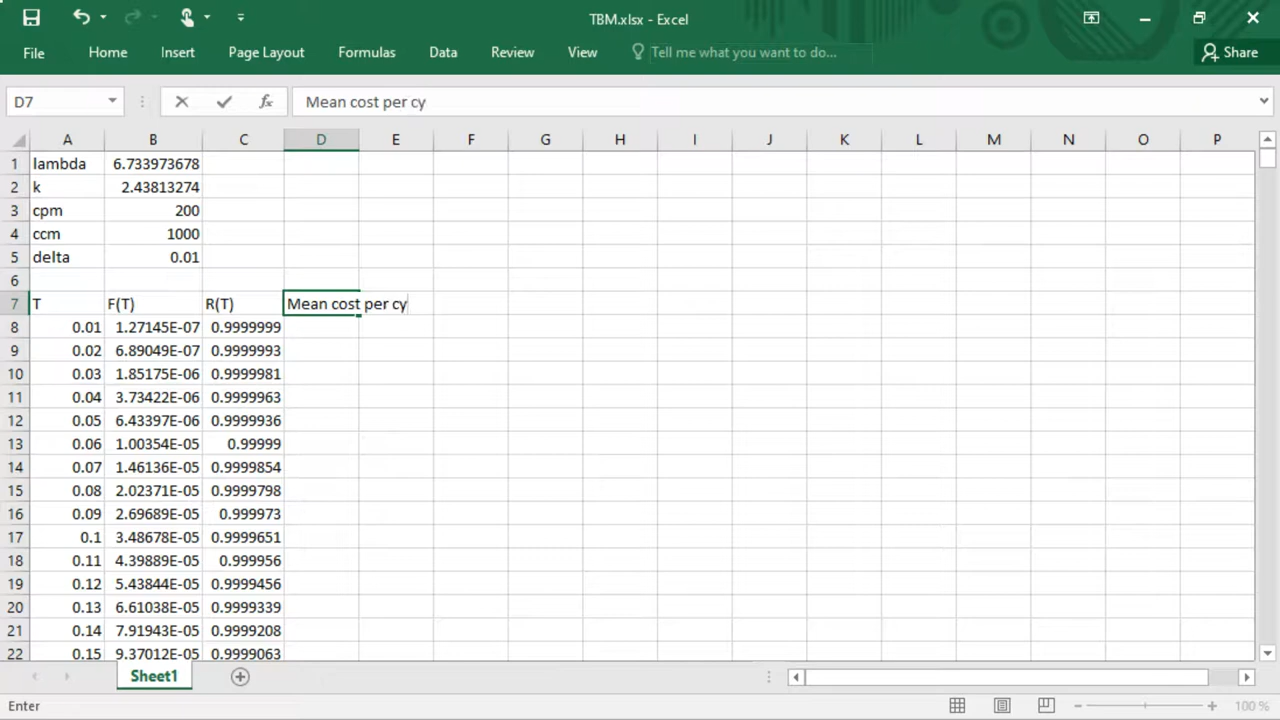 TBM.xlsx - Excel
File Home Insert Page Layout Formulas Data Review View Tell me what you want to do... Share
D7 fx Mean cost per cy
A B C D E F G H I J K L M N O P
1 lambda 6.733973678
2 k 2.43813274
3 cpm 200
4 ccm 1000
5 delta 0.01
6
7 T F(T) R(T) Mean cost per cy
8 0.01 1.27145E-07 0.9999999
9 0.02 6.89049E-07 0.9999993
10 0.03 1.85175E-06 0.9999981
11 0.04 3.73422E-06 0.9999963
12 0.05 6.43397E-06 0.9999936
13 0.06 1.00354E-05 0.99999
14 0.07 1.46136E-05 0.9999854
15 0.08 2.02371E-05 0.9999798
16 0.09 2.69689E-05 0.999973
17 0.1 3.48678E-05 0.9999651
18 0.11 4.39889E-05 0.999956
19 0.12 5.43844E-05 0.9999456
20 0.13 6.61038E-05 0.9999339
21 0.14 7.91943E-05 0.9999208
22 0.15 9.37012E-05 0.9999063
Sheet1
Enter 100 %